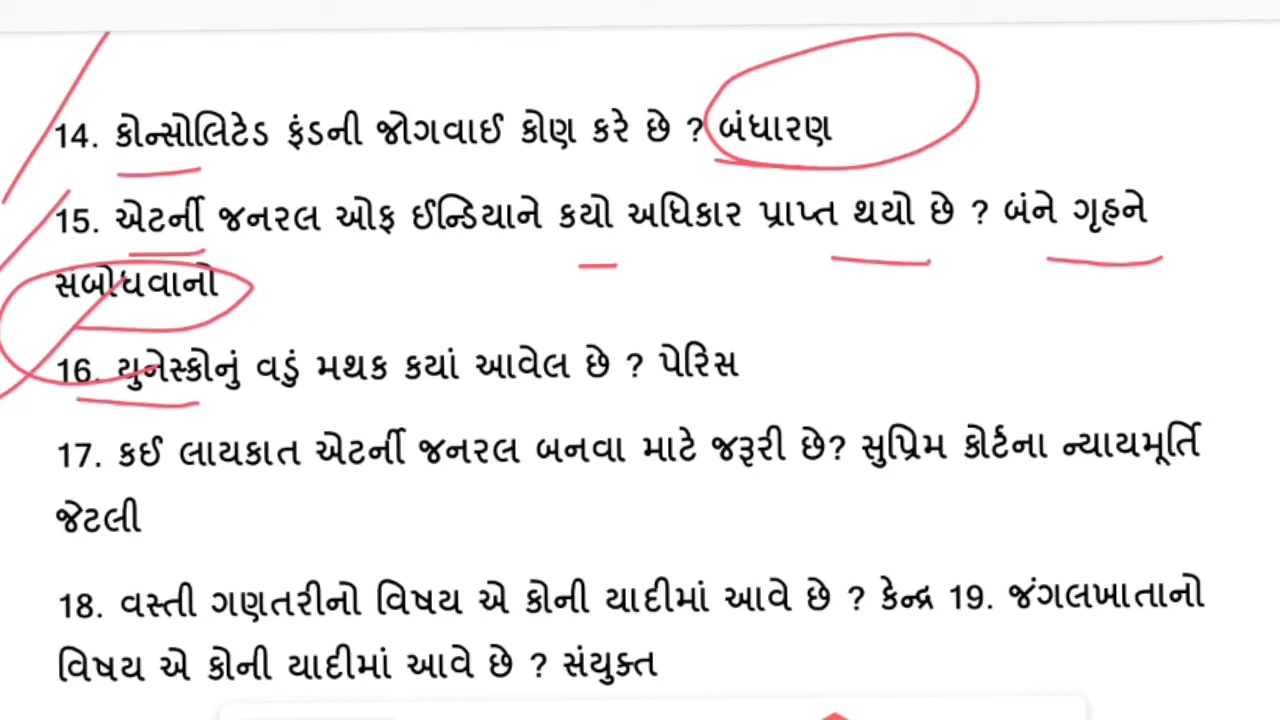 14. કોન્સોલિટેડ ફંડની જોગવાઈ કોણ કરે છે ? બંધારણ
15. એટર્ની જનરલ ઓફ ઈન્ડિયાને કયો અધિકાર પ્રાપ્ત થયો છે ? બંને ગૃહને
સંબોધવાનો
16. યુનેસ્કોનું વડું મથક કયાં આવેલ છે ? પેરિસ
17. કઈ લાયકાત એટર્ની જનરલ બનવા માટે જરૂરી છે? સુપ્રિમ કોર્ટના ન્યાયમૂર્તિ
જેટલી
18. વસ્તી ગણતરીનો વિષય એ કોની યાદીમાં આવે છે ? કેન્દ્ર 19. જંગલખાતાનો
વિષય એ કોની યાદીમાં આવે છે ? સંયુક્ત